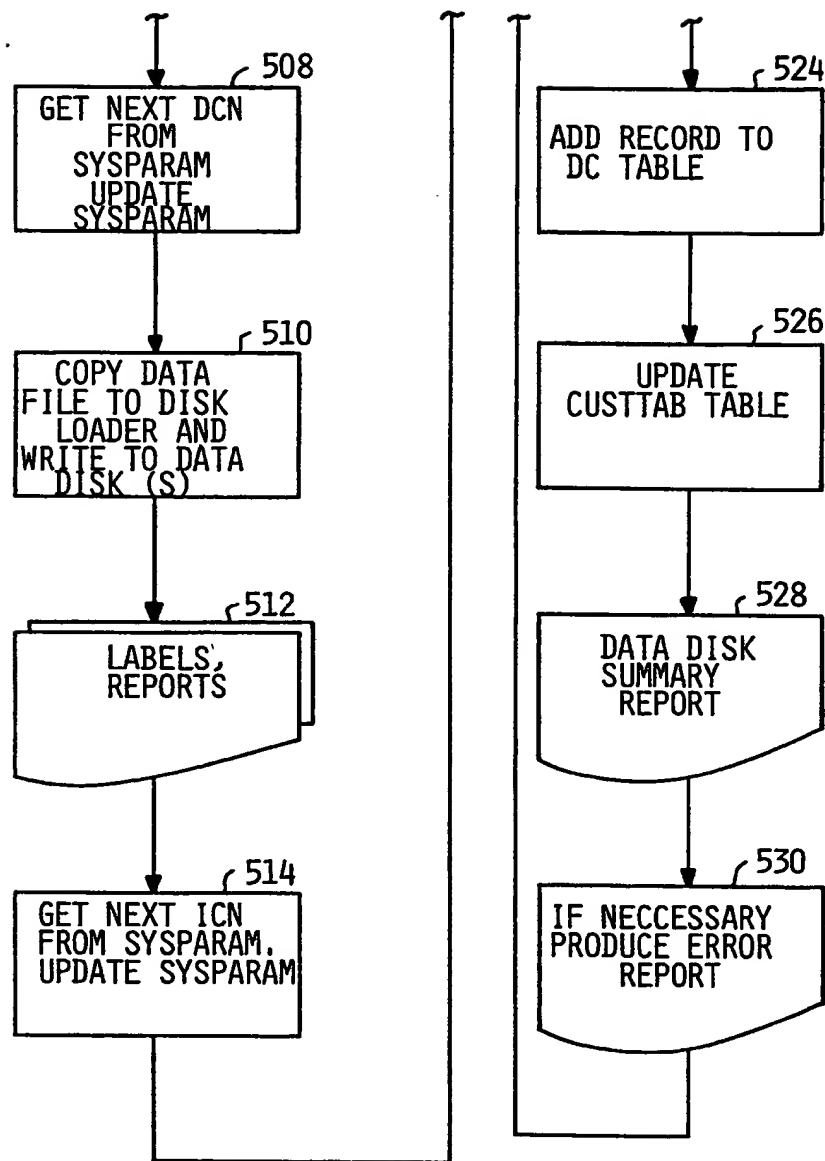 508
GET NEXT DCN
FROM
SYSPARAM
UPDATE
SYSPARAM
510
COPY DATA
FILE TO DISK
LOADER AND
WRITE TO DATA
DISK (S)
512
LABELS,
REPORTS
514
GET NEXT ICN
FROM SYSPARAM.
UPDATE SYSPARAM
524
ADD RECORD TO
DC TABLE
526
UPDATE
CUSTTAB TABLE
528
DATA DISK
SUMMARY
REPORT
530
IF NECCESSARY
PRODUCE ERROR
REPORT